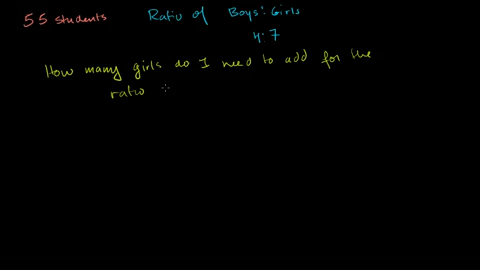 55 students Ratio of Boys:Girls
4:7
How many girls do I need to add for the
ratio